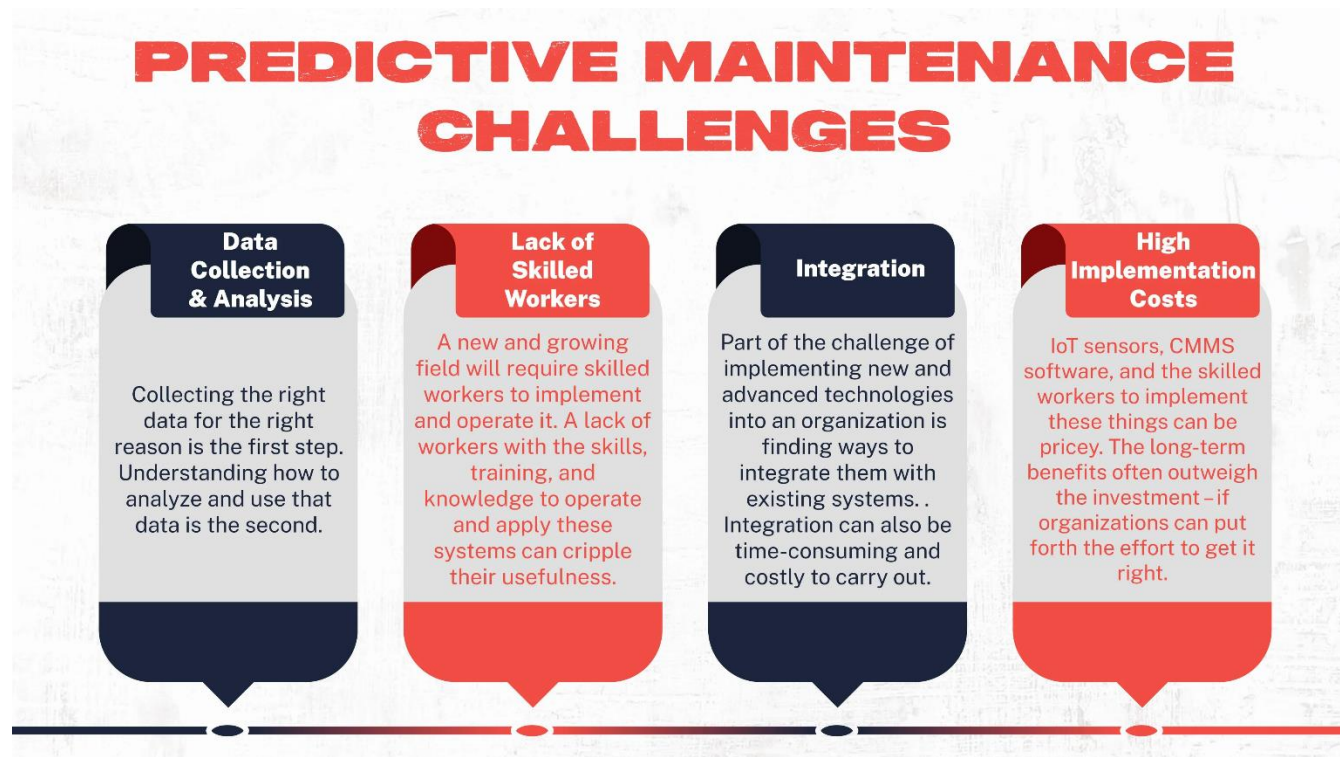 PREDICTIVE MAINTENANCE
CHALLENGES
Data
Collection
& Analysis
Collecting the right
data for the right
reason is the first step.
Understanding how to
analyze and use that
data is the second.
Lack of
Skilled
Workers
A new and growing
field will require skilled
workers to implement
and operate it. A lack of
workers with the skills,
training, and
knowledge to operate
and apply these
systems can cripple
their usefulness.
Integration
Part of the challenge of
implementing new and
advanced technologies
into an organization is
finding ways to
integrate them with
existing systems. .
Integration can also be
time-consuming and
costly to carry out.
High
Implementation
Costs
IoT sensors, CMMS
software, and the skilled
workers to implement
these things can be
pricey. The long-term
benefits often outweigh
the investment – if
organizations can put
forth the effort to get it
right.